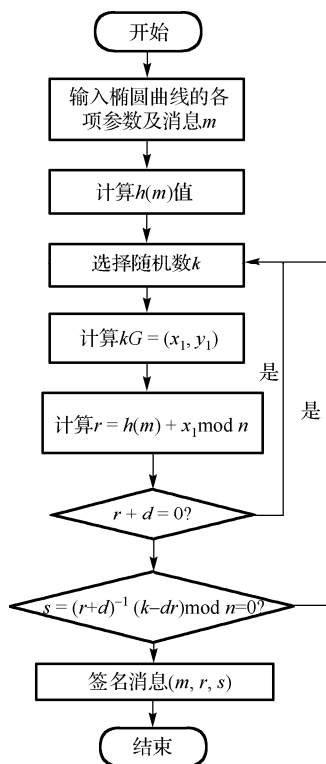 开始
输入椭圆曲线的各
项参数及消息m
计算h(m)值
选择随机数k
计算kG = (x₁, y₁)
是
是
计算r = h(m) + x₁mod n
r + d = 0?
s = (r+d)⁻¹ (k–dr)mod n=0?
签名消息(m, r, s)
结束